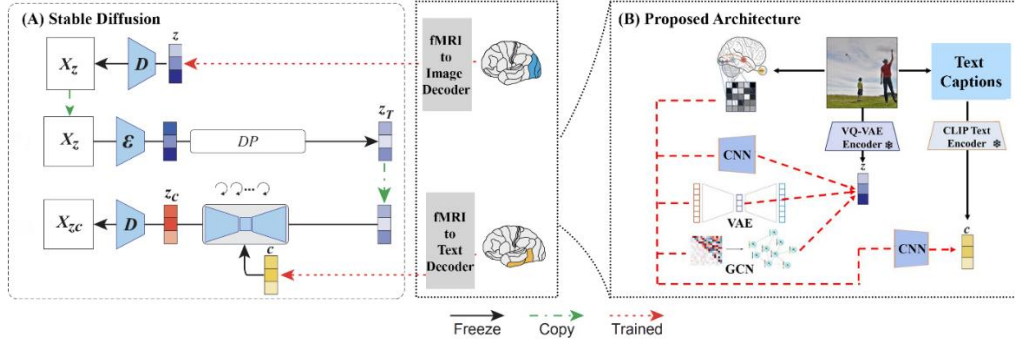 (A) Stable Diffusion
X_z
D
z
X_z
ε
DP
z_T
X_zc
D
z_c
c
fMRI
to
Image
Decoder
fMRI
to
Text
Decoder
(B) Proposed Architecture
Text
Captions
VQ-VAE
Encoder
CLIP Text
Encoder
CNN
z
VAE
GCN
CNN
c
Freeze
Copy
Trained